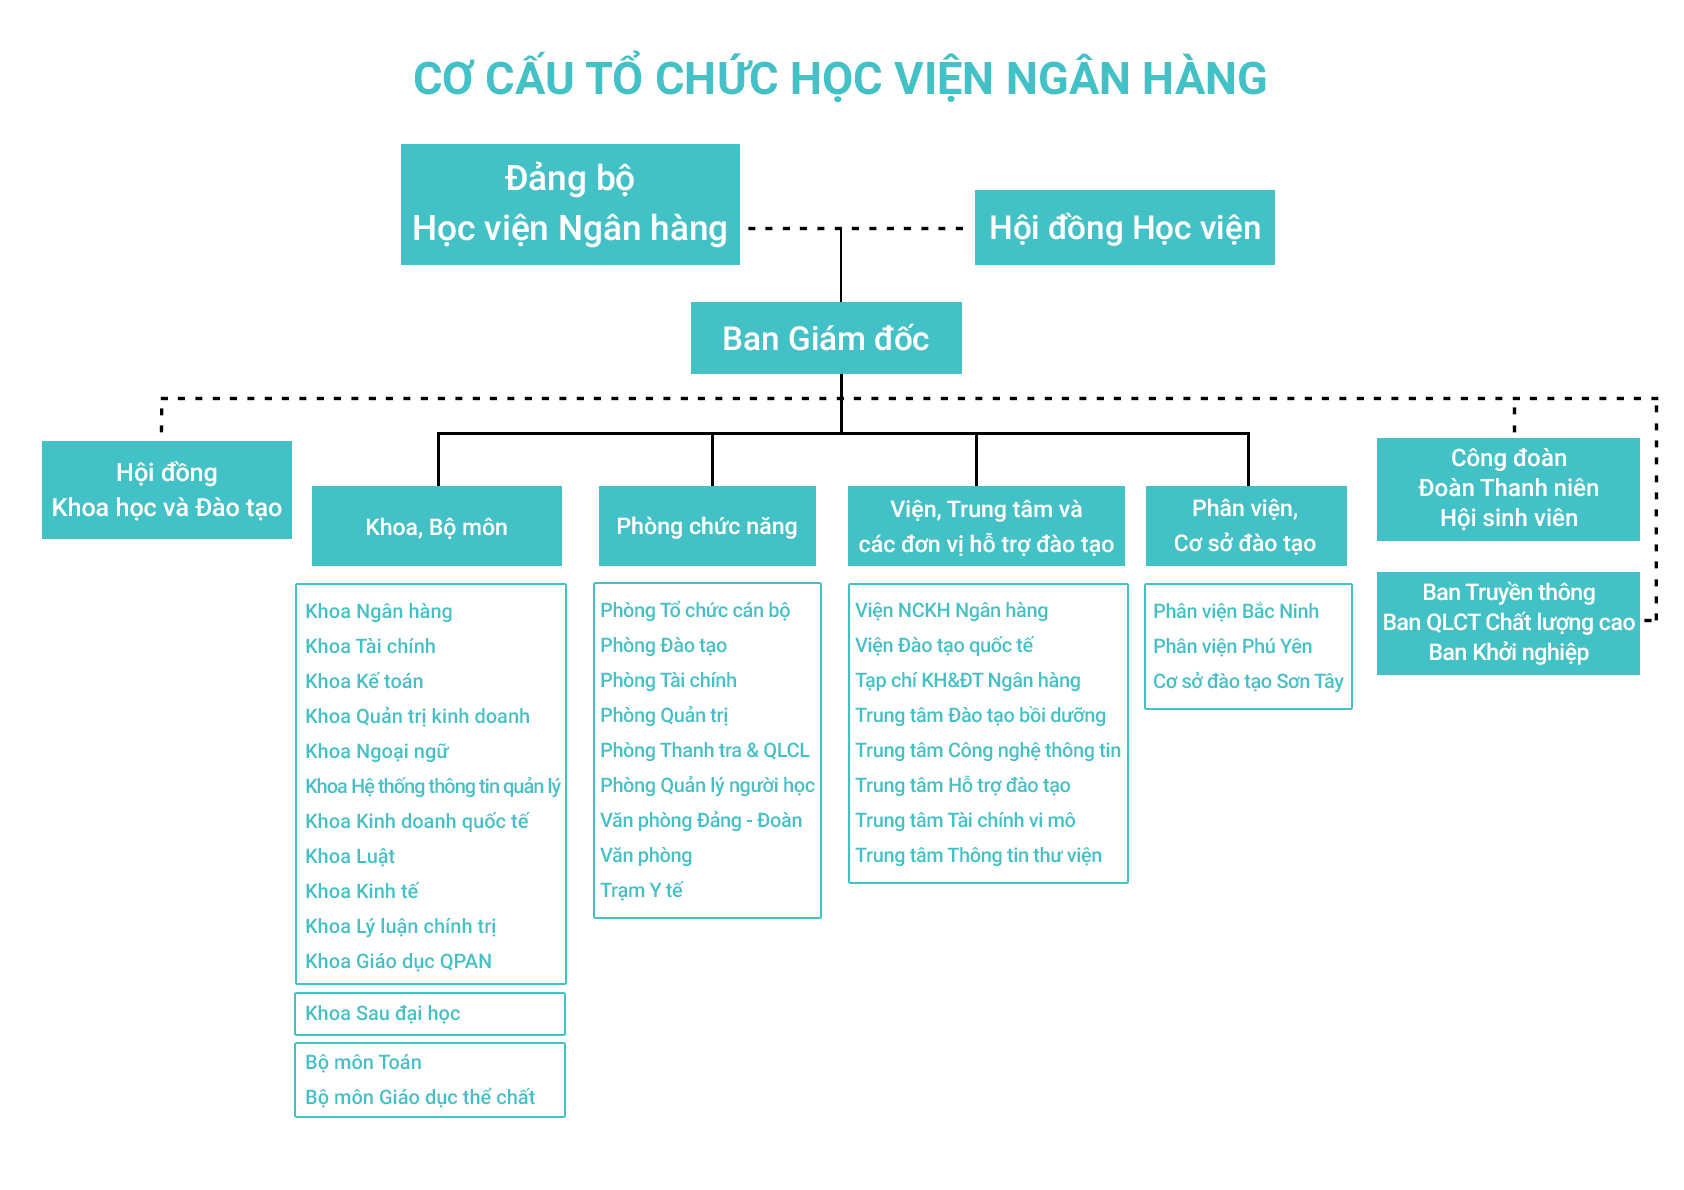 CƠ CẤU TỔ CHỨC HỌC VIỆN NGÂN HÀNG
Đảng bộ
Học viện Ngân hàng
Hội đồng Học viện
Ban Giám đốc
Hội đồng
Khoa học và Đào tạo
Khoa, Bộ môn
Khoa Ngân hàng
Khoa Tài chính
Khoa Kế toán
Khoa Quản trị kinh doanh
Khoa Ngoại ngữ
Khoa Hệ thống thông tin quản lý
Khoa Kinh doanh quốc tế
Khoa Luật
Khoa Kinh tế
Khoa Lý luận chính trị
Khoa Giáo dục QPAN
Khoa Sau đại học
Bộ môn Toán
Bộ môn Giáo dục thể chất
Phòng chức năng
Phòng Tổ chức cán bộ
Phòng Đào tạo
Phòng Tài chính
Phòng Quản trị
Phòng Thanh tra & QLCL
Phòng Quản lý người học
Văn phòng Đảng - Đoàn
Văn phòng
Trạm Y tế
Viện, Trung tâm và
các đơn vị hỗ trợ đào tạo
Viện NCKH Ngân hàng
Viện Đào tạo quốc tế
Tạp chí KH&ĐT Ngân hàng
Trung tâm Đào tạo bồi dưỡng
Trung tâm Công nghệ thông tin
Trung tâm Hỗ trợ đào tạo
Trung tâm Tài chính vi mô
Trung tâm Thông tin thư viện
Phân viện,
Cơ sở đào tạo
Phân viện Bắc Ninh
Phân viện Phú Yên
Cơ sở đào tạo Sơn Tây
Công đoàn
Đoàn Thanh niên
Hội sinh viên
Ban Truyền thông
Ban QLCT Chất lượng cao
Ban Khởi nghiệp